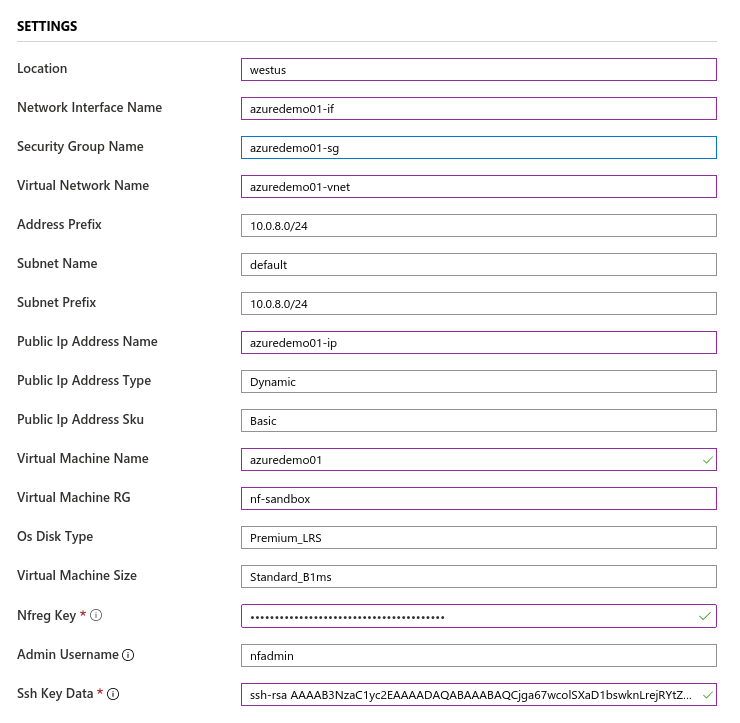 SETTINGS
Location westus
Network Interface Name azuredemo01-if
Security Group Name azuredemo01-sg
Virtual Network Name azuredemo01-vnet
Address Prefix 10.0.8.0/24
Subnet Name default
Subnet Prefix 10.0.8.0/24
Public Ip Address Name azuredemo01-ip
Public Ip Address Type Dynamic
Public Ip Address Sku Basic
Virtual Machine Name azuredemo01
Virtual Machine RG nf-sandbox
Os Disk Type Premium_LRS
Virtual Machine Size Standard_B1ms
Nfreg Key * ••••••••••••••••••••••••••••••••••••••••
Admin Username nfadmin
Ssh Key Data * ssh-rsa AAAAB3NzaC1yc2EAAAADAQABAAABAQCjga67wcolSXaD1bswknLrejRYtZ...